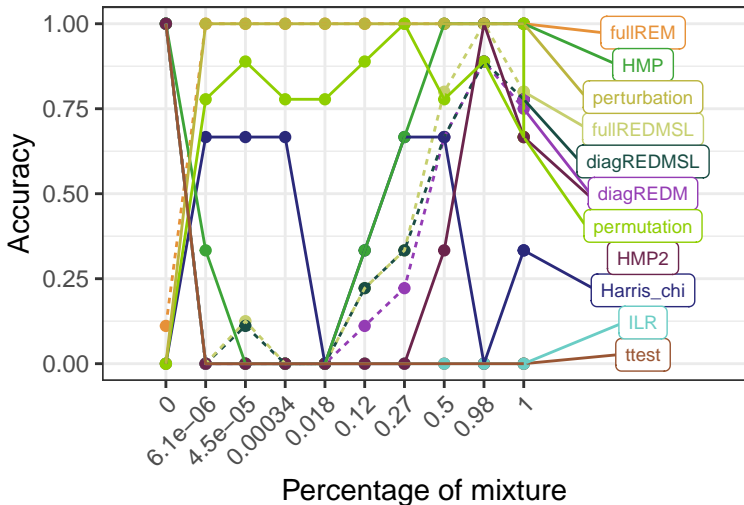 1.00
0.75
0.50
0.25
0.00
Accuracy
0
6.1e−06
4.5e−05
0.00034
0.018
0.12
0.27
0.5
0.98
1
Percentage of mixture
fullREM
HMP
perturbation
fullREDMSL
diagREDMSL
diagREDM
permutation
HMP2
Harris_chi
ILR
ttest